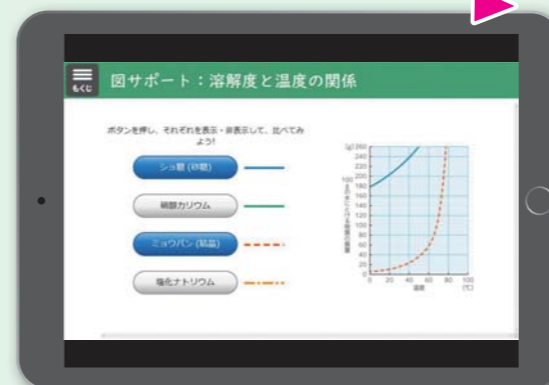 もくじ
図サポート：溶解度と温度の関係
ボタンを押し、それぞれを表示・非表示して、比べてみ
よう!
ショ糖 (砂糖)
硝酸カリウム
ミョウバン (結晶)
塩化ナトリウム
(g) 260
240
220
200
180
160
140
120
100
80
60
40
20
0
0 20 40 60 80 100
温度 (℃)